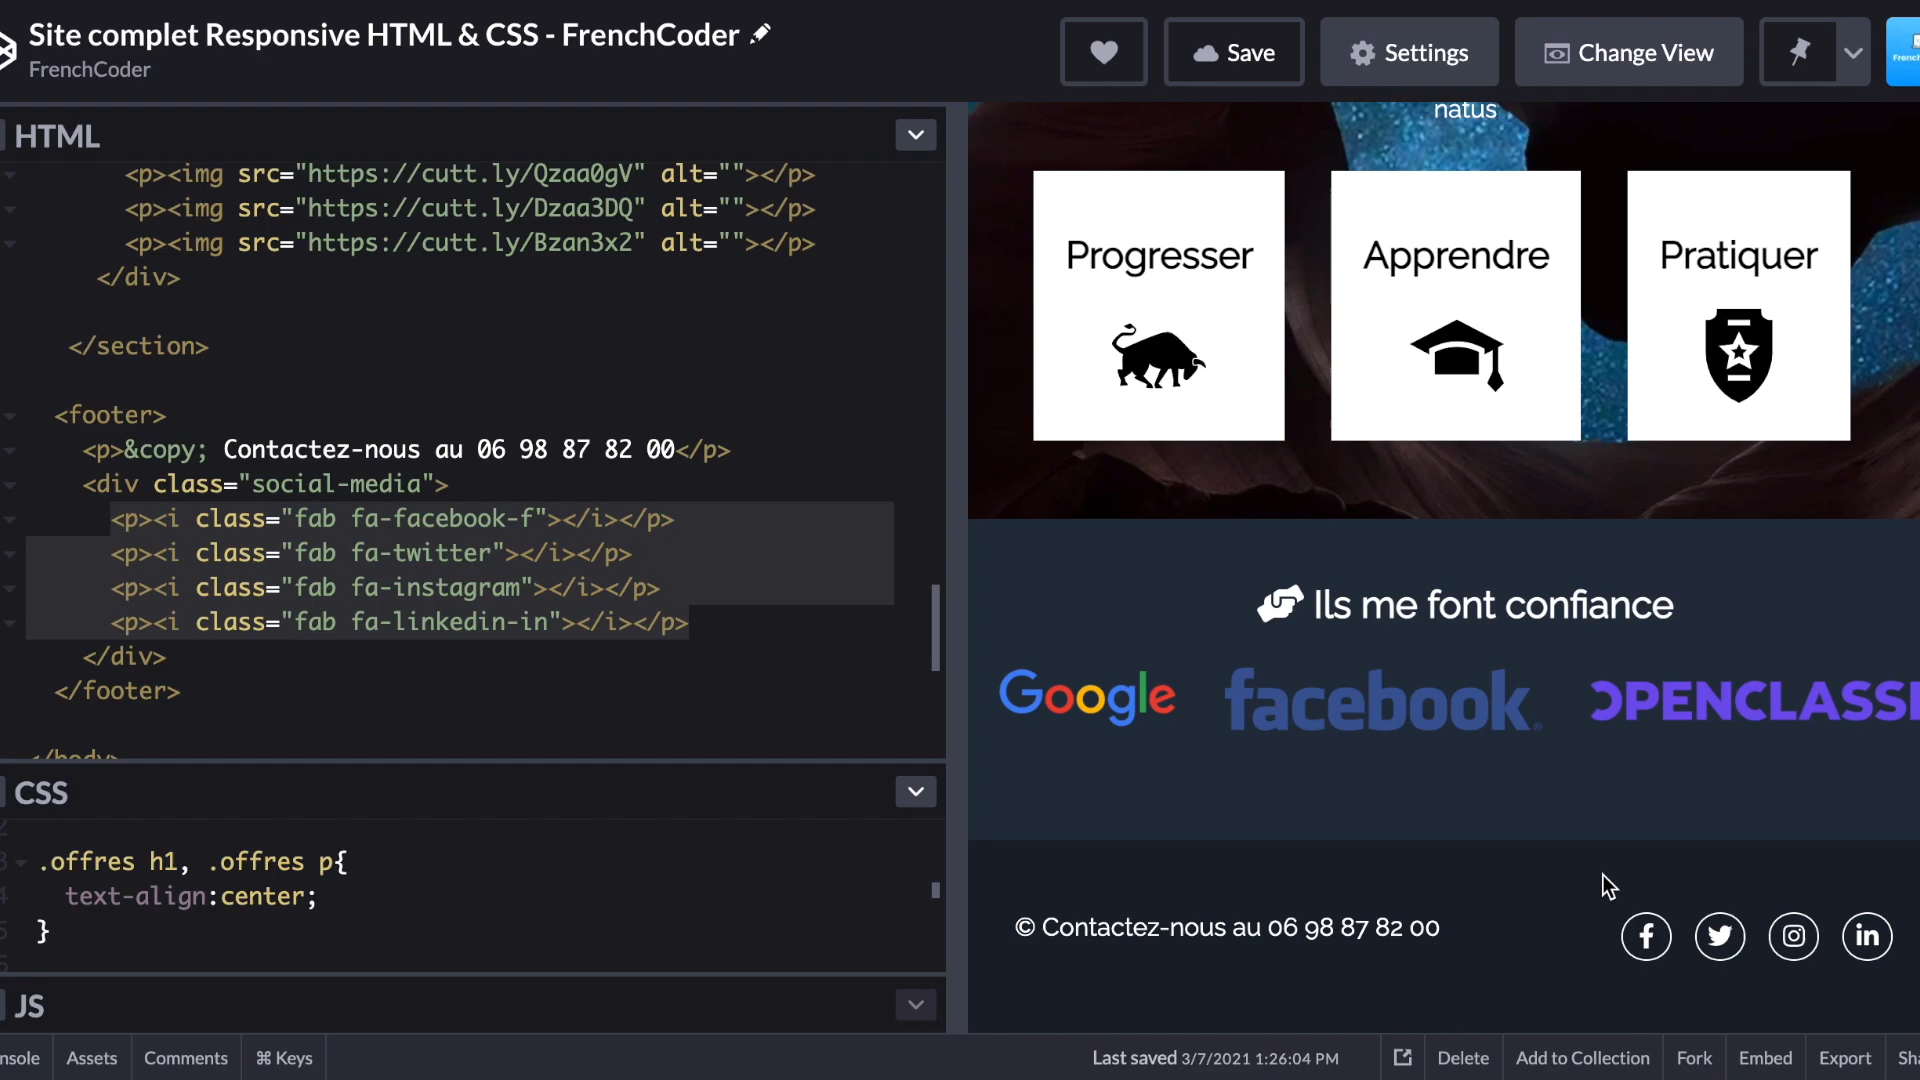 Site complet Responsive HTML & CSS - FrenchCoder
FrenchCoder
Save
Settings
Change View
HTML
<p><img src="https://cutt.ly/Qzaa0gV" alt=""></p>
<p><img src="https://cutt.ly/Dzaa3DQ" alt=""></p>
<p><img src="https://cutt.ly/Bzan3x2" alt=""></p>
</div>
</section>
<footer>
<p>&copy; Contactez-nous au 06 98 87 82 00</p>
<div class="social-media">
<p><i class="fab fa-facebook-f"></i></p>
<p><i class="fab fa-twitter"></i></p>
<p><i class="fab fa-instagram"></i></p>
<p><i class="fab fa-linkedin-in"></i></p>
</div>
</footer>
</body>
CSS
.offres h1, .offres p{
text-align:center;
}
JS
natus
Progresser
Apprendre
Pratiquer
Ils me font confiance
Google
facebook
OPENCLASS
© Contactez-nous au 06 98 87 82 00
nsole
Assets
Comments
⌘ Keys
Last saved 3/7/2021 1:26:04 PM
Delete
Add to Collection
Fork
Embed
Export
Sha